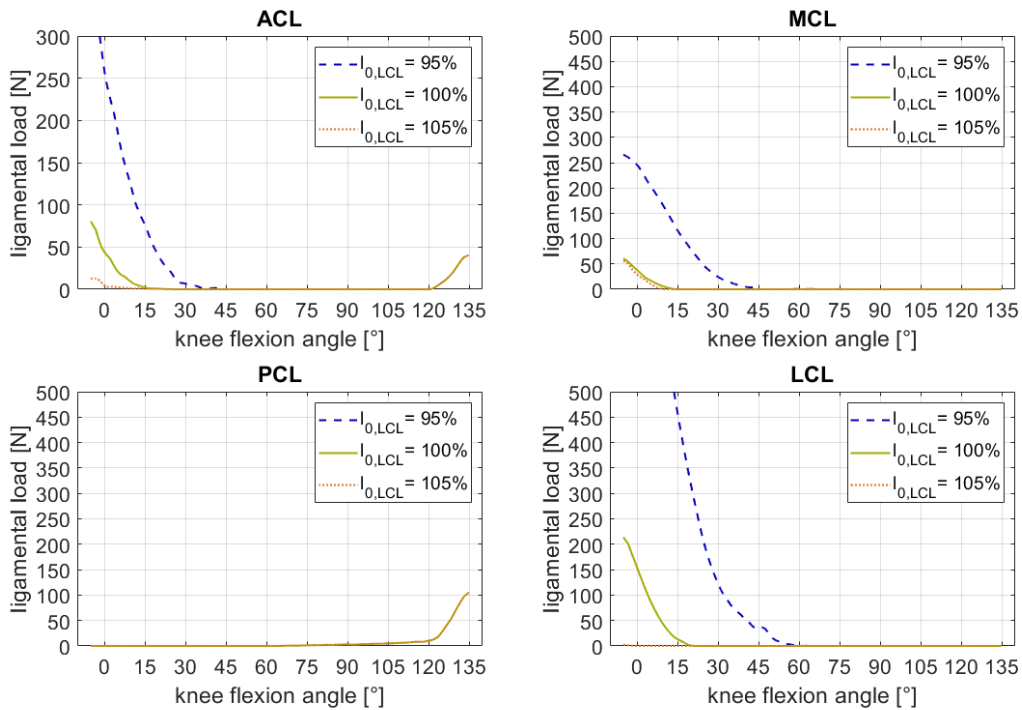 ACL
ligamental load [N]
300
250
200
150
100
50
0
l0,LCL= 95%
l0,LCL= 100%
l0,LCL= 105%
0 15 30 45 60 75 90 105 120 135
knee flexion angle [°]
MCL
ligamental load [N]
500
450
400
350
300
250
200
150
100
50
0
l0,LCL= 95%
l0,LCL= 100%
l0,LCL= 105%
0 15 30 45 60 75 90 105 120 135
knee flexion angle [°]
PCL
ligamental load [N]
500
450
400
350
300
250
200
150
100
50
0
l0,LCL= 95%
l0,LCL= 100%
l0,LCL= 105%
0 15 30 45 60 75 90 105 120 135
knee flexion angle [°]
LCL
ligamental load [N]
500
450
400
350
300
250
200
150
100
50
0
l0,LCL= 95%
l0,LCL= 100%
l0,LCL= 105%
0 15 30 45 60 75 90 105 120 135
knee flexion angle [°]